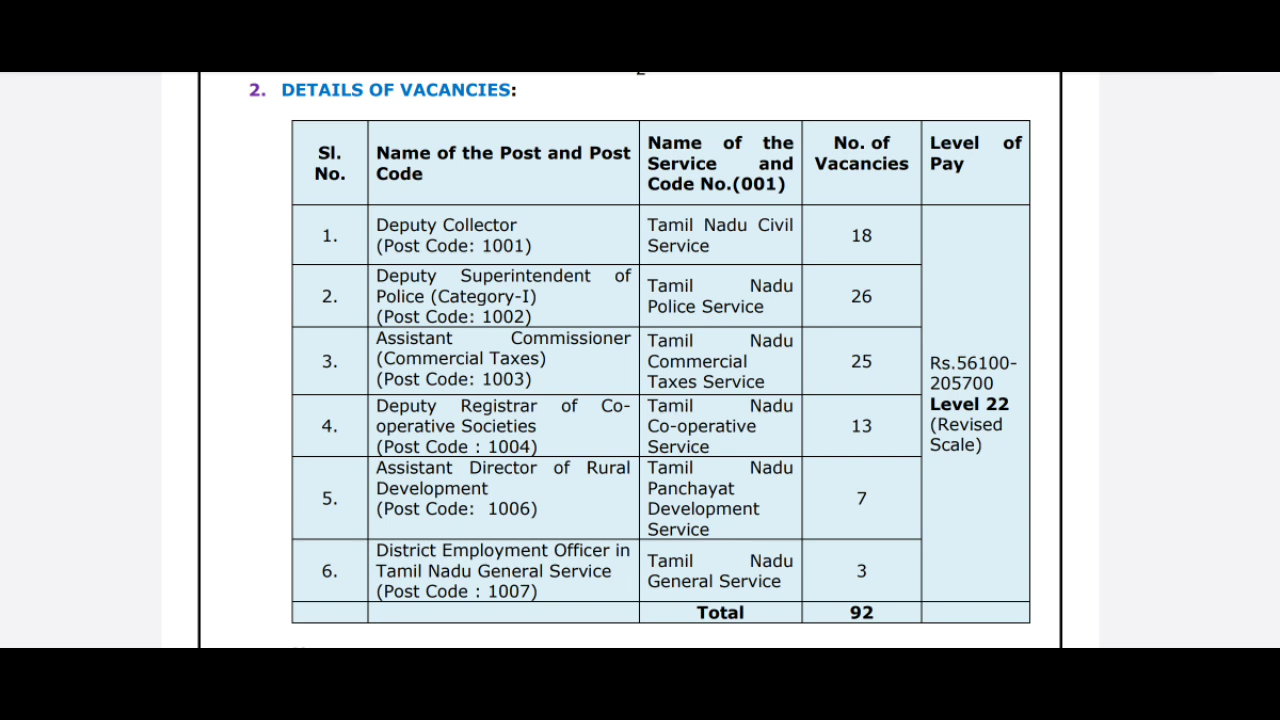 2. DETAILS OF VACANCIES:
Sl. No. Name of the Post and Post Code Name of the Service and Code No.(001) No. of Vacancies Level of Pay
1. Deputy Collector (Post Code: 1001) Tamil Nadu Civil Service 18
2. Deputy Superintendent of Police (Category-I) (Post Code: 1002) Tamil Nadu Police Service 26
3. Assistant Commissioner (Commercial Taxes) (Post Code: 1003) Tamil Nadu Commercial Taxes Service 25
4. Deputy Registrar of Co-operative Societies (Post Code : 1004) Tamil Nadu Co-operative Service 13
5. Assistant Director of Rural Development (Post Code: 1006) Tamil Nadu Panchayat Development Service 7
6. District Employment Officer in Tamil Nadu General Service (Post Code : 1007) Tamil Nadu General Service 3
Rs.56100-205700 Level 22 (Revised Scale)
Total 92